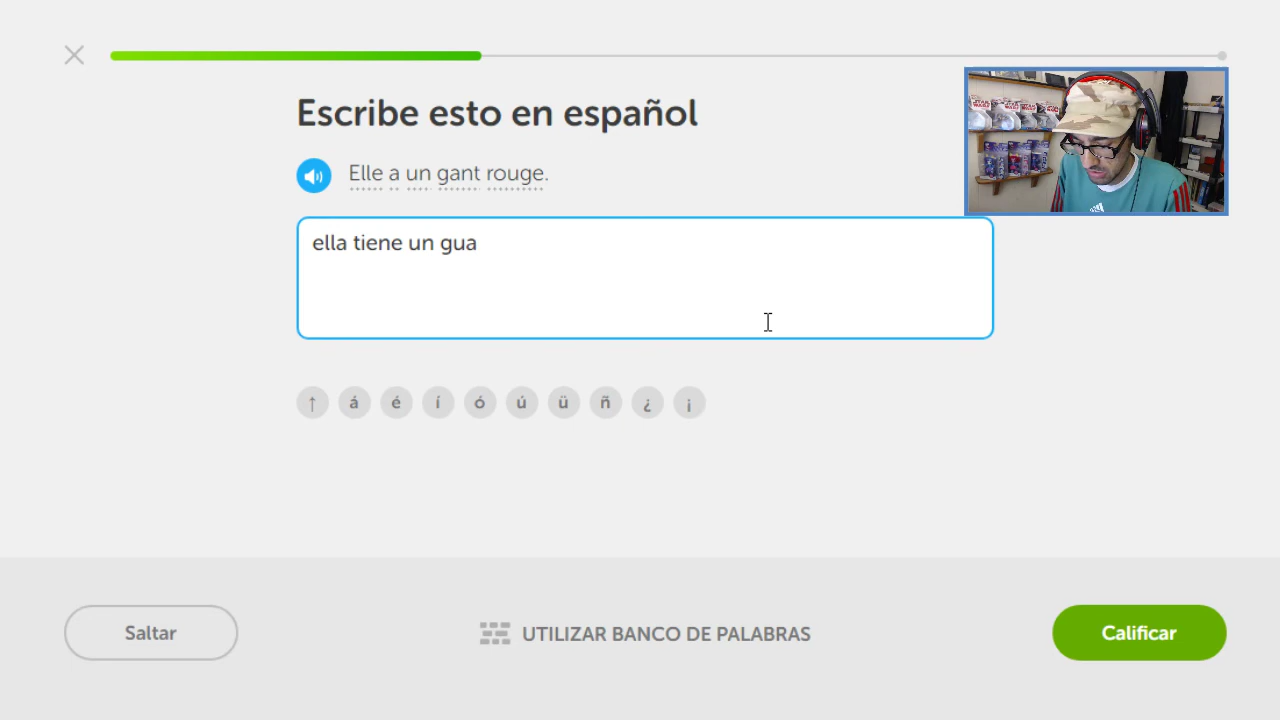 Escribe esto en español
Elle a un gant rouge.
ella tiene un gua
↑ á é í ó ú ü ñ ¿ ¡
Saltar
UTILIZAR BANCO DE PALABRAS
Calificar